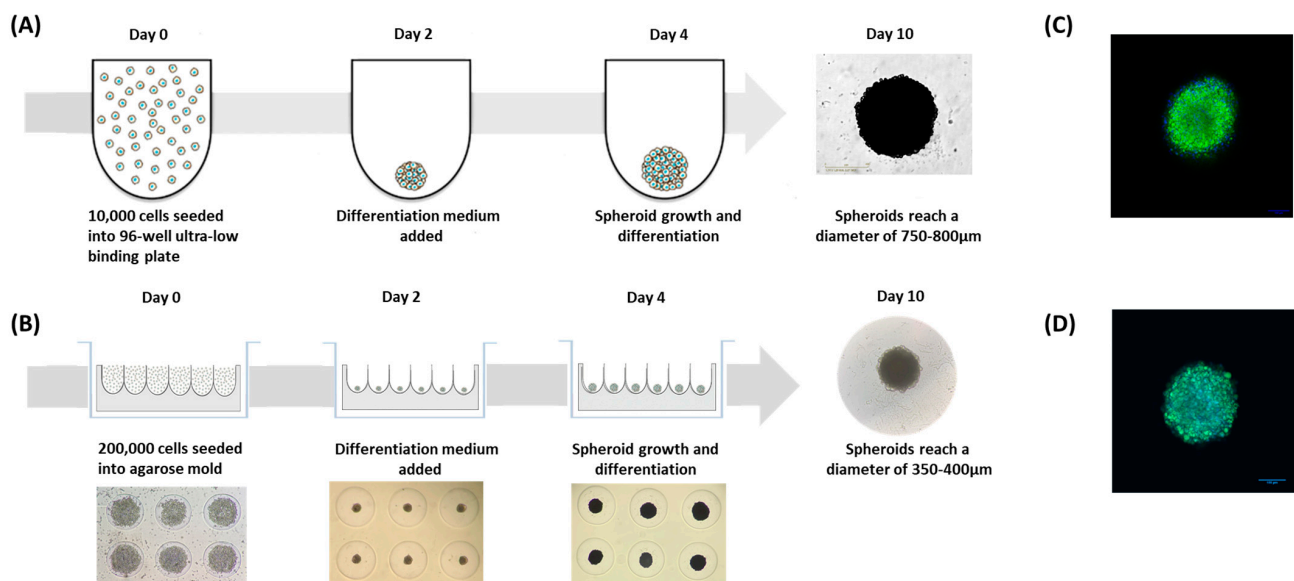 (A)
Day 0
Day 2
Day 4
Day 10
(C)
10,000 cells seeded
into 96-well ultra-low
binding plate
Differentiation medium
added
Spheroid growth and
differentiation
Spheroids reach a
diameter of 750-800µm
(B)
Day 0
Day 2
Day 4
Day 10
(D)
200,000 cells seeded
into agarose mold
Differentiation medium
added
Spheroid growth and
differentiation
Spheroids reach a
diameter of 350-400µm